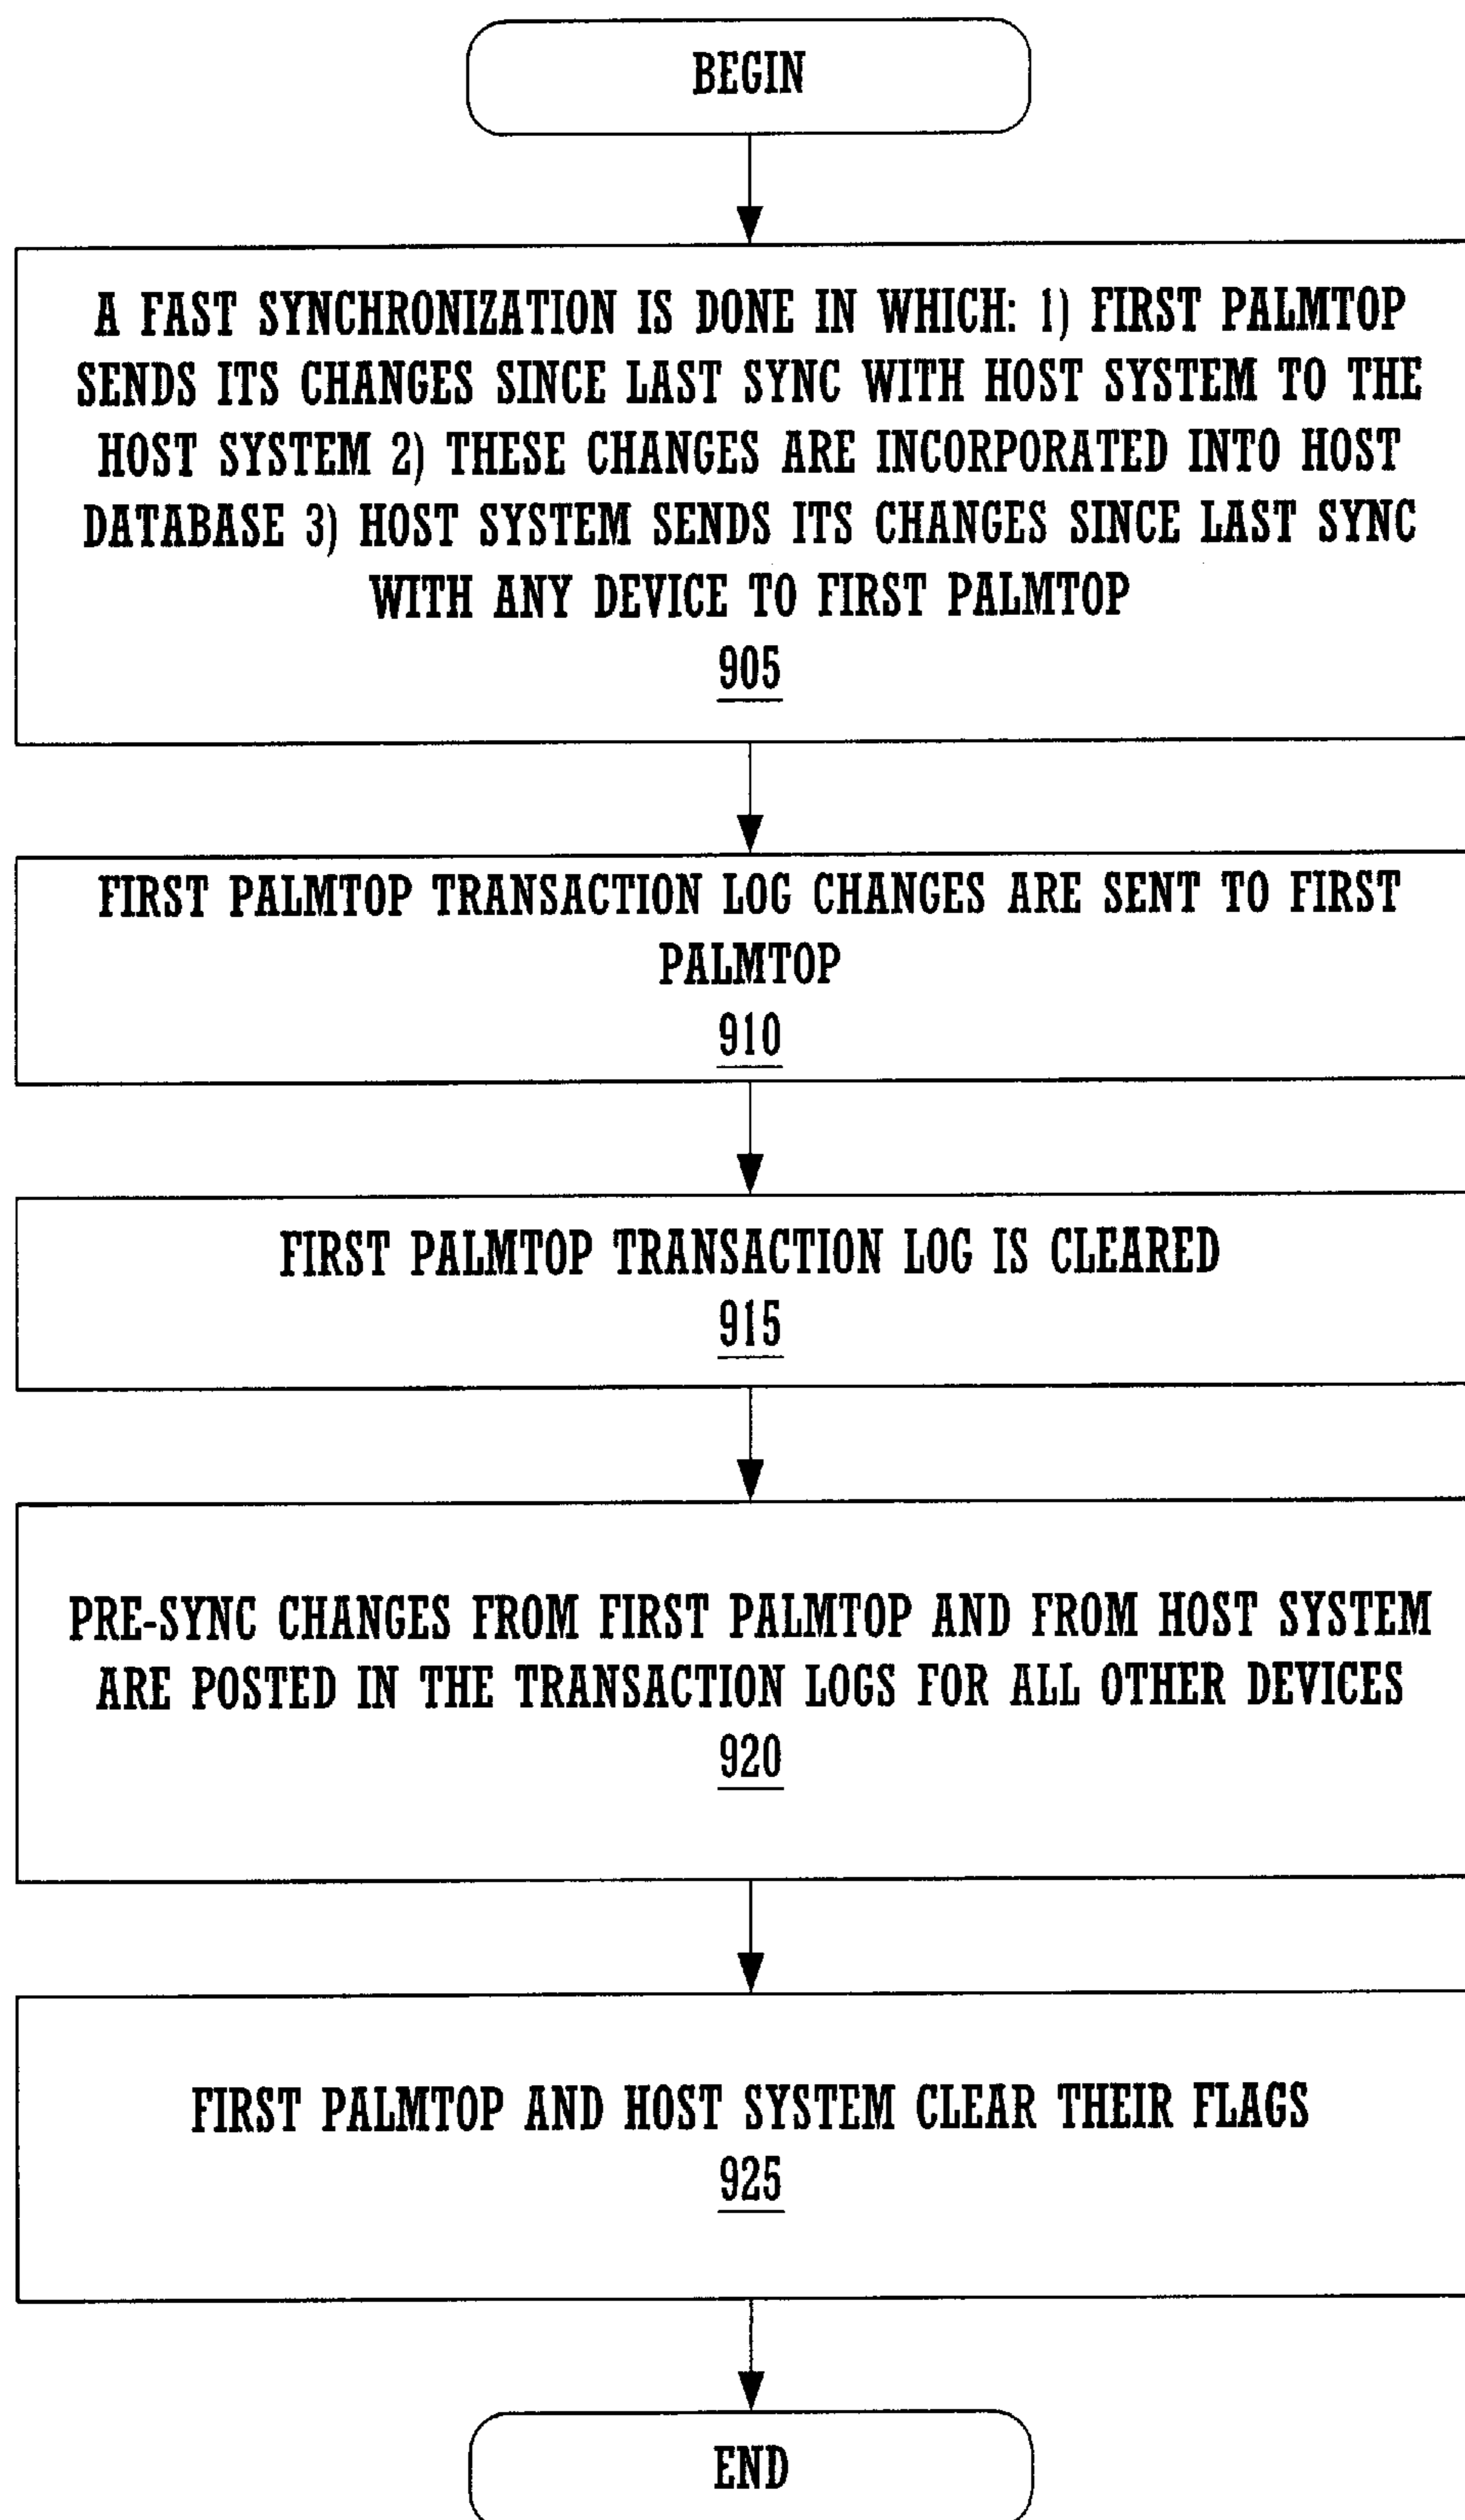 BEGIN
A FAST SYNCHRONIZATION IS DONE IN WHICH: 1) FIRST PALMTOP
SENDS ITS CHANGES SINCE LAST SYNC WITH HOST SYSTEM TO THE
HOST SYSTEM 2) THESE CHANGES ARE INCORPORATED INTO HOST
DATABASE 3) HOST SYSTEM SENDS ITS CHANGES SINCE LAST SYNC
WITH ANY DEVICE TO FIRST PALMTOP
905
FIRST PALMTOP TRANSACTION LOG CHANGES ARE SENT TO FIRST
PALMTOP
910
FIRST PALMTOP TRANSACTION LOG IS CLEARED
915
PRE-SYNC CHANGES FROM FIRST PALMTOP AND FROM HOST SYSTEM
ARE POSTED IN THE TRANSACTION LOGS FOR ALL OTHER DEVICES
920
FIRST PALMTOP AND HOST SYSTEM CLEAR THEIR FLAGS
925
END